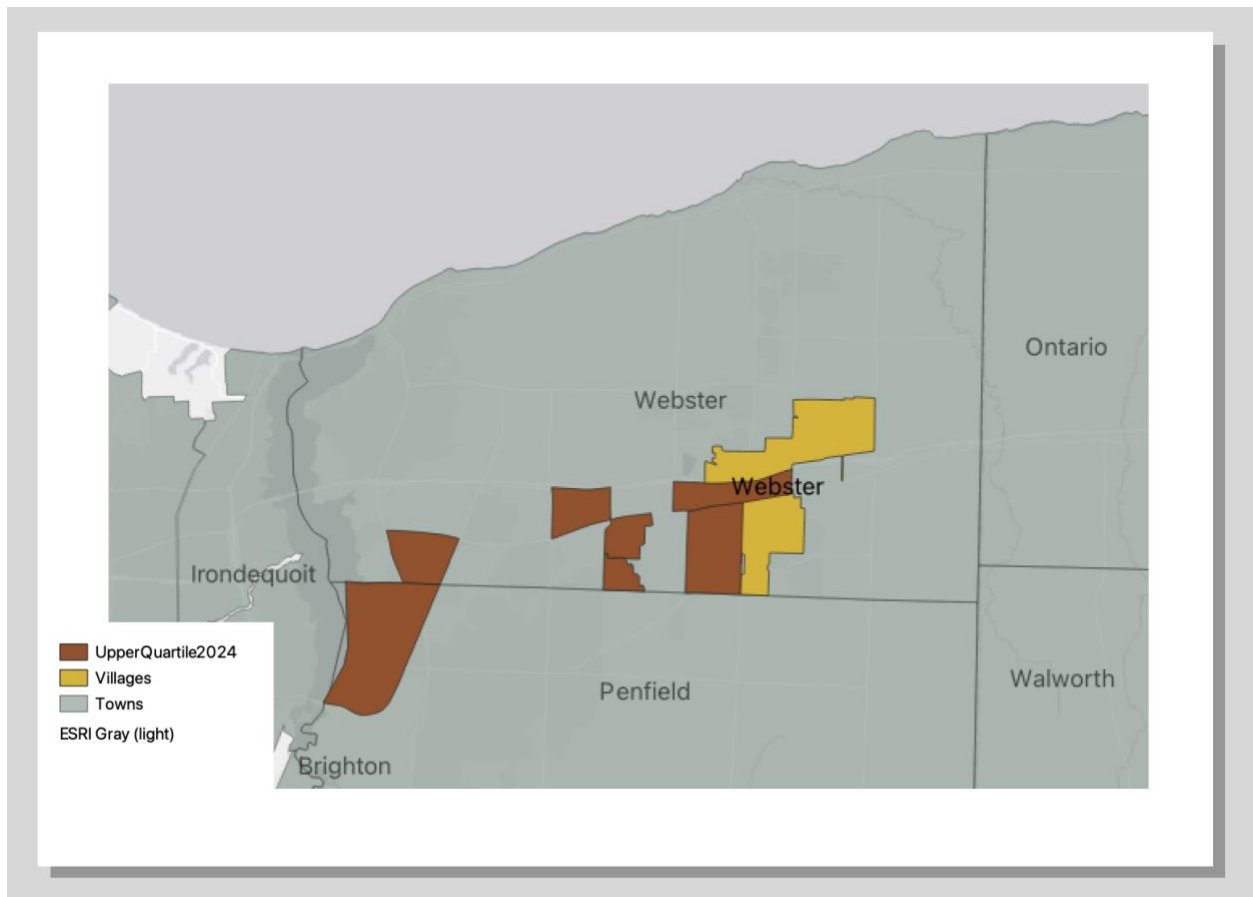 Ontario
Webster
Webster
Irondequoit
UpperQuartile2024
Villages
Towns
ESRI Gray (light)
Penfield
Walworth
Brighton